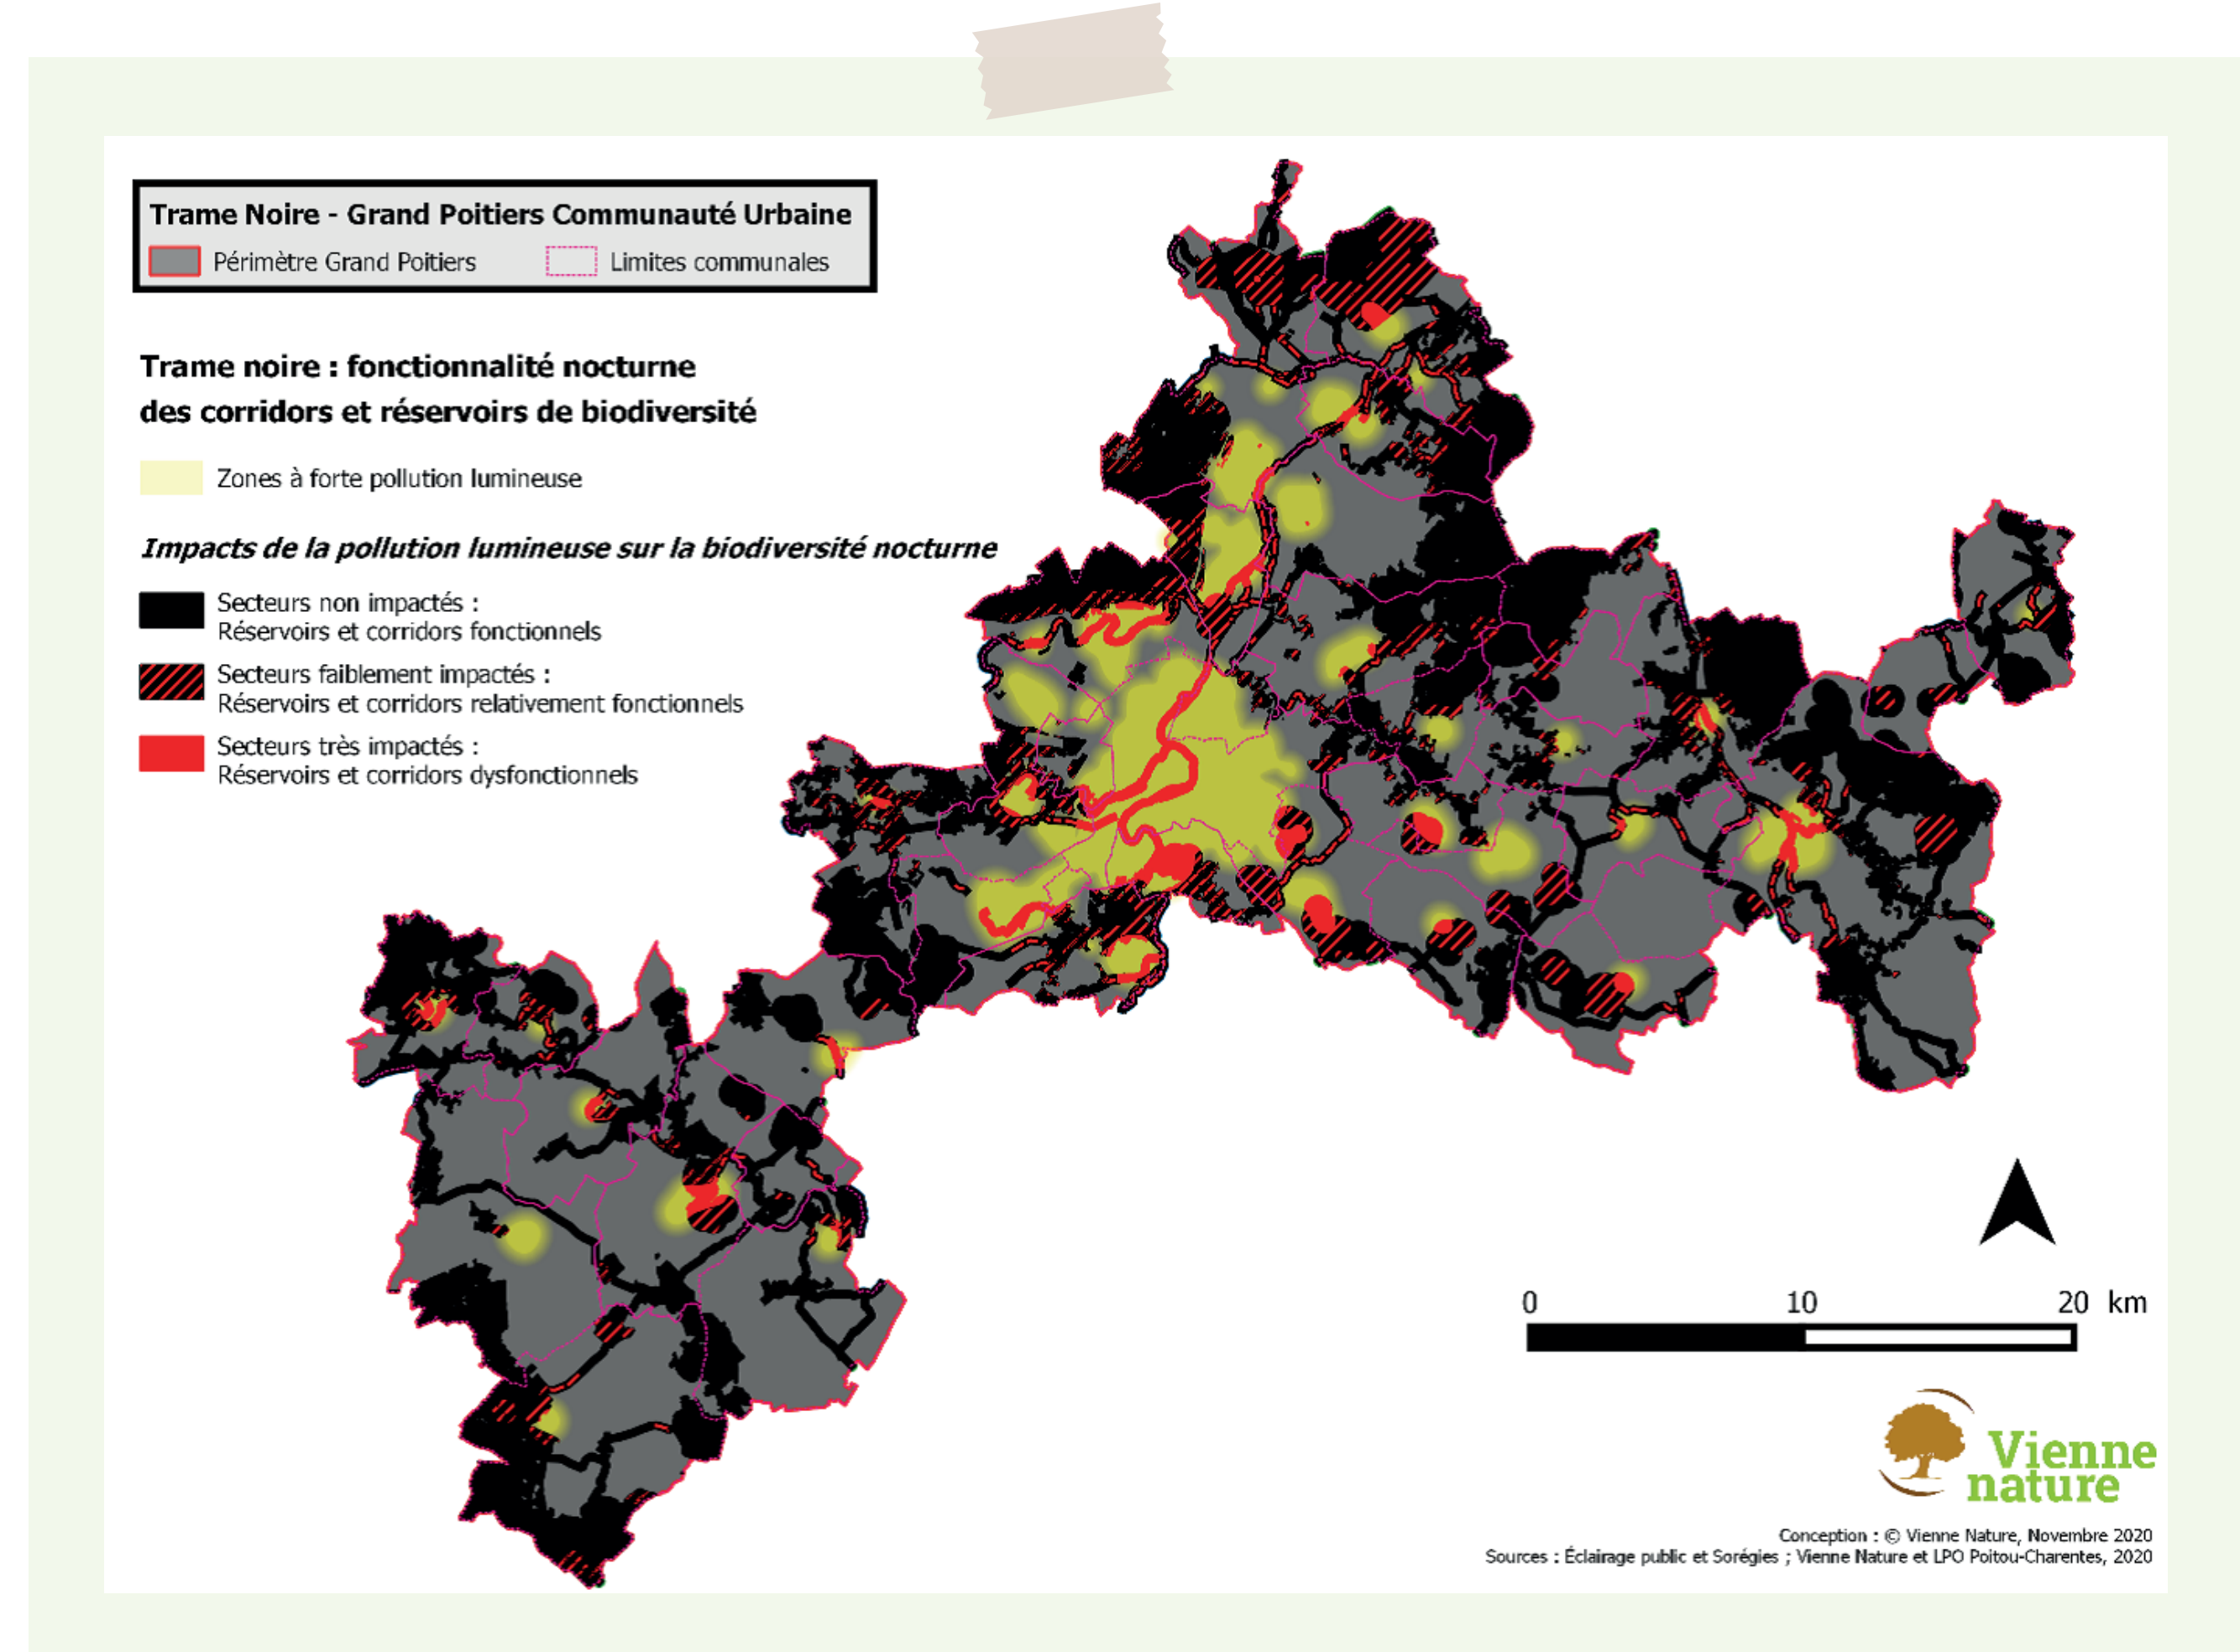 Trame Noire - Grand Poitiers Communauté Urbaine
Périmètre Grand Poitiers
Limites communales
Trame noire : fonctionnalité nocturne
des corridors et réservoirs de biodiversité
Zones à forte pollution lumineuse
Impacts de la pollution lumineuse sur la biodiversité nocturne
Secteurs non impactés :
Réservoirs et corridors fonctionnels
Secteurs faiblement impactés :
Réservoirs et corridors relativement fonctionnels
Secteurs très impactés :
Réservoirs et corridors dysfonctionnels
0 10 20 km
Vienne
nature
Conception : © Vienne Nature, Novembre 2020
Sources : Éclairage public et Sorégies ; Vienne Nature et LPO Poitou-Charentes, 2020